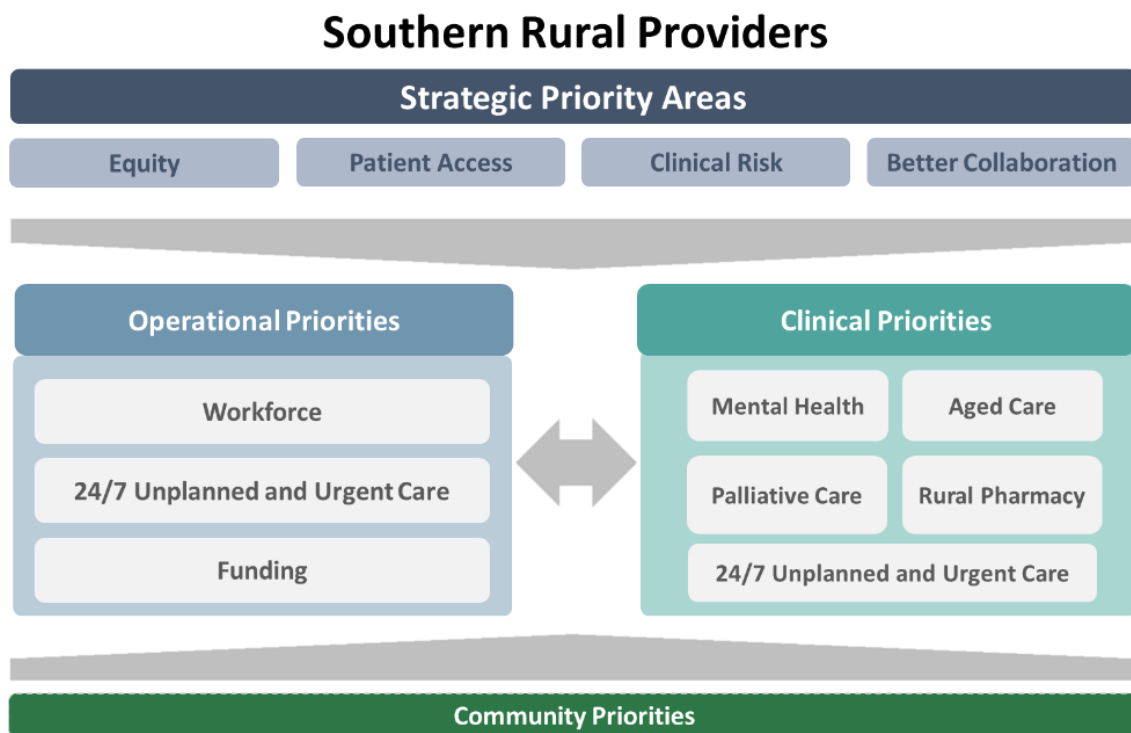 Southern Rural Providers
Strategic Priority Areas
Equity
Patient Access
Clinical Risk
Better Collaboration
Operational Priorities
Workforce
24/7 Unplanned and Urgent Care
Funding
Clinical Priorities
Mental Health
Aged Care
Palliative Care
Rural Pharmacy
24/7 Unplanned and Urgent Care
Community Priorities